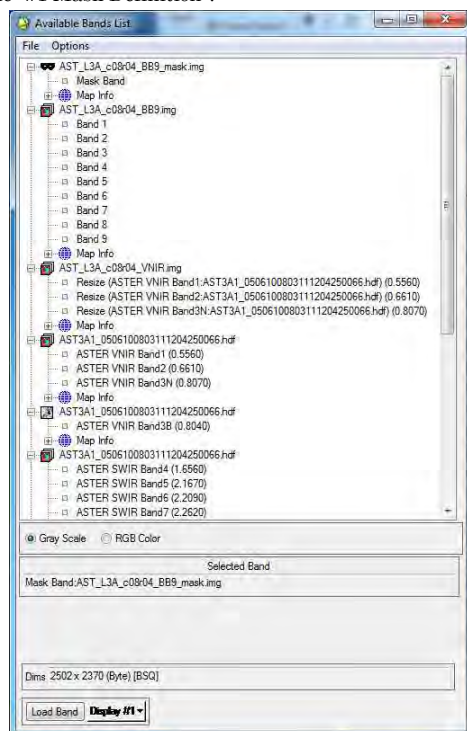 Available Bands List
File Options
AST_L3A_c08r04_BB9_mask.img
Mask Band
Map Info
AST_L3A_c08r04_BB9.img
Band 1
Band 2
Band 3
Band 4
Band 5
Band 6
Band 7
Band 8
Band 9
Map Info
AST_L3A_c08r04_VNIR.img
Resize (ASTER VNIR Band1:AST3A1_0506100803111204250066.hdf) (0.5560)
Resize (ASTER VNIR Band2:AST3A1_0506100803111204250066.hdf) (0.6610)
Resize (ASTER VNIR Band3N:AST3A1_0506100803111204250066.hdf) (0.8070)
Map Info
AST3A1_0506100803111204250066.hdf
ASTER VNIR Band1 (0.5560)
ASTER VNIR Band2 (0.6610)
ASTER VNIR Band3N (0.8070)
Map Info
AST3A1_0506100803111204250066.hdf
ASTER VNIR Band3B (0.8040)
Map Info
AST3A1_0506100803111204250066.hdf
ASTER SWIR Band4 (1.6560)
ASTER SWIR Band5 (2.1670)
ASTER SWIR Band6 (2.2090)
ASTER SWIR Band7 (2.2620)
Gray Scale RGB Color
Selected Band
Mask Band:AST_L3A_c08r04_BB9_mask.img
Dims 2502 x 2370 (Byte) [BSQ]
Load Band Display #1